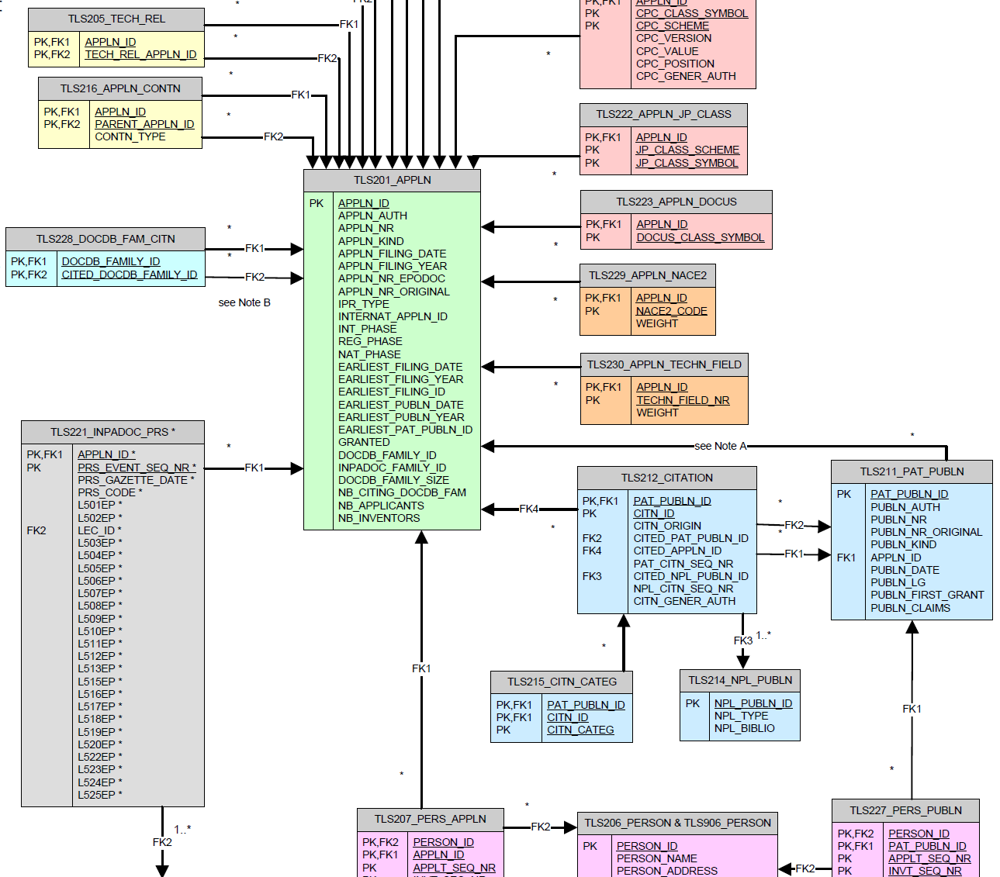 TLS205_TECH_REL
PK,FK1 APPLN_ID
PK,FK2 TECH_REL_APPLN_ID
*
FK1
*
FK2
TLS216_APPLN_CONTN
PK,FK1 APPLN_ID
PK,FK2 PARENT_APPLN_ID
CONTN_TYPE
*
FK1
*
FK2
FK2
PK,FK1 APPLN_ID
PK CPC_CLASS_SYMBOL
PK CPC_SCHEME
CPC_VERSION
CPC_VALUE
CPC_POSITION
CPC_GENER_AUTH
*
TLS222_APPLN_JP_CLASS
PK,FK1 APPLN_ID
PK JP_CLASS_SCHEME
PK JP_CLASS_SYMBOL
*
TLS201_APPLN
PK APPLN_ID
APPLN_AUTH
APPLN_NR
APPLN_KIND
APPLN_FILING_DATE
APPLN_FILING_YEAR
APPLN_NR_EPODOC
APPLN_NR_ORIGINAL
IPR_TYPE
INTERNAT_APPLN_ID
INT_PHASE
REG_PHASE
NAT_PHASE
EARLIEST_FILING_DATE
EARLIEST_FILING_YEAR
EARLIEST_FILING_ID
EARLIEST_PUBLN_DATE
EARLIEST_PUBLN_YEAR
EARLIEST_PAT_PUBLN_ID
GRANTED
DOCDB_FAMILY_ID
INPADOC_FAMILY_ID
DOCDB_FAMILY_SIZE
NB_CITING_DOCDB_FAM
NB_APPLICANTS
NB_INVENTORS
TLS223_APPLN_DOCUS
PK,FK1 APPLN_ID
PK DOCUS_CLASS_SYMBOL
*
TLS228_DOCDB_FAM_CITN
PK,FK1 DOCDB_FAMILY_ID
PK,FK2 CITED_DOCDB_FAMILY_ID
*
FK1
*
FK2
see Note B
TLS229_APPLN_NACE2
PK,FK1 APPLN_ID
PK NACE2_CODE
WEIGHT
*
TLS230_APPLN_TECHN_FIELD
PK,FK1 APPLN_ID
PK TECHN_FIELD_NR
WEIGHT
*
TLS221_INPADOC_PRS *
PK,FK1 APPLN_ID *
PK PRS_EVENT_SEQ_NR *
PRS_GAZETTE_DATE *
PRS_CODE *
L501EP *
L502EP *
FK2 LEC_ID *
L503EP *
L504EP *
L505EP *
L506EP *
L507EP *
L508EP *
L509EP *
L510EP *
L511EP *
L512EP *
L513EP *
L515EP *
L516EP *
L517EP *
L518EP *
L519EP *
L520EP *
L522EP *
L523EP *
L524EP *
L525EP *
*
FK1
1..*
FK2
*
see Note A
TLS212_CITATION
PK,FK1 PAT_PUBLN_ID
PK CITN_ID
CITN_ORIGIN
FK2 CITED_PAT_PUBLN_ID
FK4 CITED_APPLN_ID
PAT_CITN_SEQ_NR
FK3 CITED_NPL_PUBLN_ID
NPL_CITN_SEQ_NR
CITN_GENER_AUTH
FK4
*
*
FK2
*
FK1
TLS211_PAT_PUBLN
PK PAT_PUBLN_ID
PUBLN_AUTH
PUBLN_NR
PUBLN_NR_ORIGINAL
PUBLN_KIND
FK1 APPLN_ID
PUBLN_DATE
PUBLN_LG
PUBLN_FIRST_GRANT
PUBLN_CLAIMS
*
FK3 1..*
TLS215_CITN_CATEG
PK,FK1 PAT_PUBLN_ID
PK,FK1 CITN_ID
PK CITN_CATEG
TLS214_NPL_PUBLN
PK NPL_PUBLN_ID
NPL_TYPE
NPL_BIBLIO
FK1
*
FK1
*
TLS207_PERS_APPLN
PK,FK2 PERSON_ID
PK,FK1 APPLN_ID
PK APPLT_SEQ_NR
PK INVT_SEQ_NR
*
FK2
TLS206_PERSON & TLS906_PERSON
PK PERSON_ID
PERSON_NAME
PERSON_ADDRESS
FK2
TLS227_PERS_PUBLN
PK,FK2 PERSON_ID
PK,FK1 PAT_PUBLN_ID
PK APPLT_SEQ_NR
PK INVT_SEQ_NR